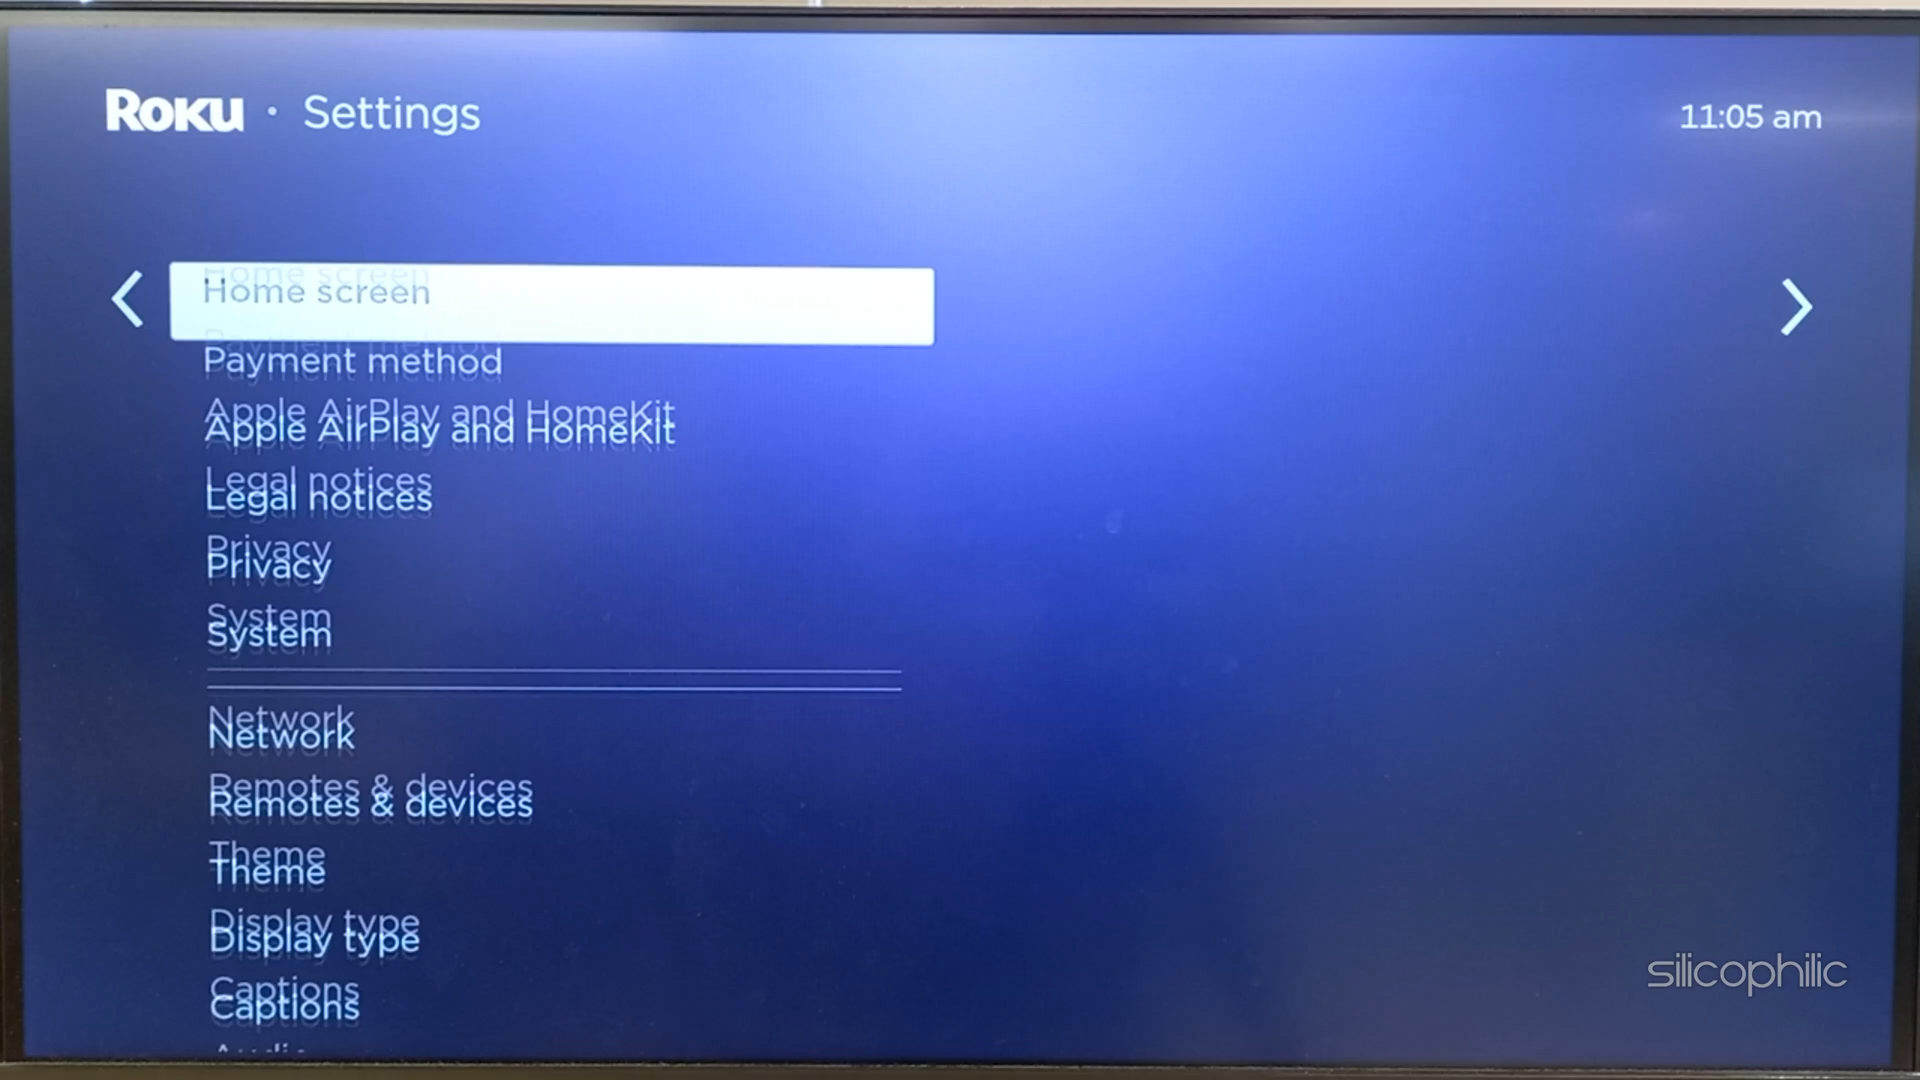 Roku · Settings
11:05 am
Home screen
Payment method
Apple AirPlay and HomeKit
Legal notices
Privacy
System
Network
Remotes & devices
Theme
Display type
Captions
silicophilic